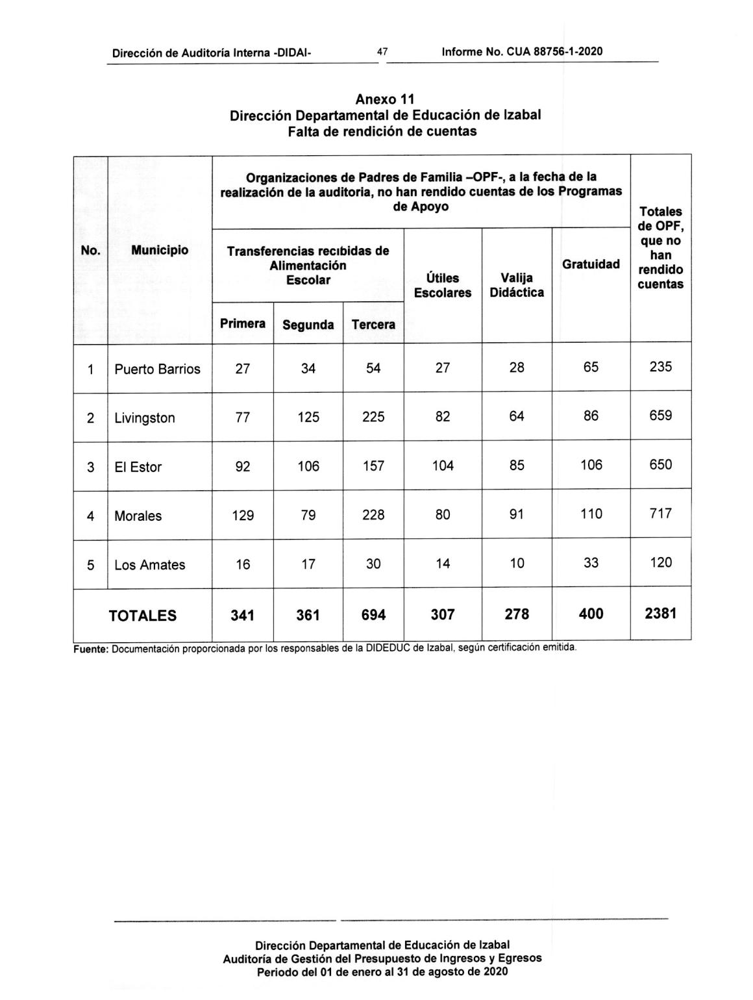 Dirección de Auditoría Interna -DIDAI- 47 Informe No. CUA 88756-1-2020
Anexo 11
Dirección Departamental de Educación de Izabal
Falta de rendición de cuentas
Organizaciones de Padres de Familia –OPF-, a la fecha de la
realización de la auditoria, no han rendido cuentas de los Programas
de Apoyo
Totales
de OPF,
que no
han
rendido
cuentas
No. Municipio
Transferencias recibidas de
Alimentación
Escolar
Útiles
Escolares
Valija
Didáctica
Gratuidad
Primera Segunda Tercera
1 Puerto Barrios 27 34 54 27 28 65 235
2 Livingston 77 125 225 82 64 86 659
3 El Estor 92 106 157 104 85 106 650
4 Morales 129 79 228 80 91 110 717
5 Los Amates 16 17 30 14 10 33 120
TOTALES 341 361 694 307 278 400 2381
Fuente: Documentación proporcionada por los responsables de la DIDEDUC de Izabal, según certificación emitida.
Dirección Departamental de Educación de Izabal
Auditoría de Gestión del Presupuesto de Ingresos y Egresos
Periodo del 01 de enero al 31 de agosto de 2020